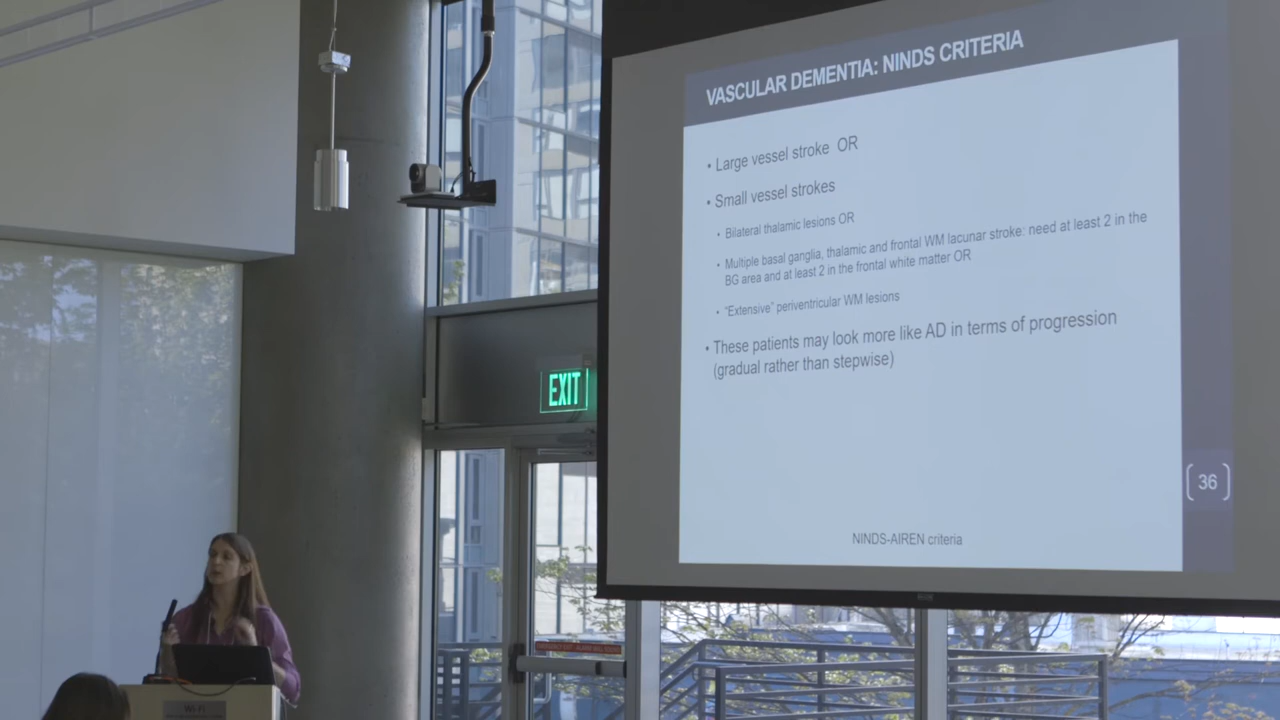 VASCULAR DEMENTIA: NINDS CRITERIA
• Large vessel stroke OR
• Small vessel strokes
• Bilateral thalamic lesions OR
• Multiple basal ganglia, thalamic and frontal WM lacunar stroke: need at least 2 in the
BG area and at least 2 in the frontal white matter OR
• "Extensive" periventricular WM lesions
• These patients may look more like AD in terms of progression
(gradual rather than stepwise)
36
NINDS-AIREN criteria
EXIT
Wi-Fi